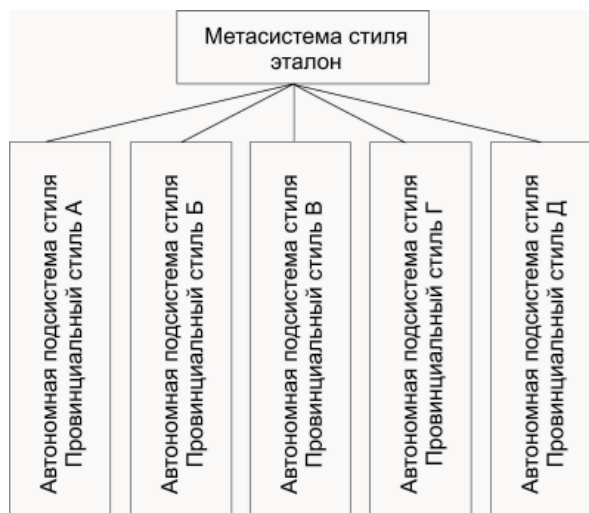 Метасистема стиля
эталон
Автономная подсистема стиля
Провинциальный стиль А
Автономная подсистема стиля
Провинциальный стиль Б
Автономная подсистема стиля
Провинциальный стиль В
Автономная подсистема стиля
Провинциальный стиль Г
Автономная подсистема стиля
Провинциальный стиль Д